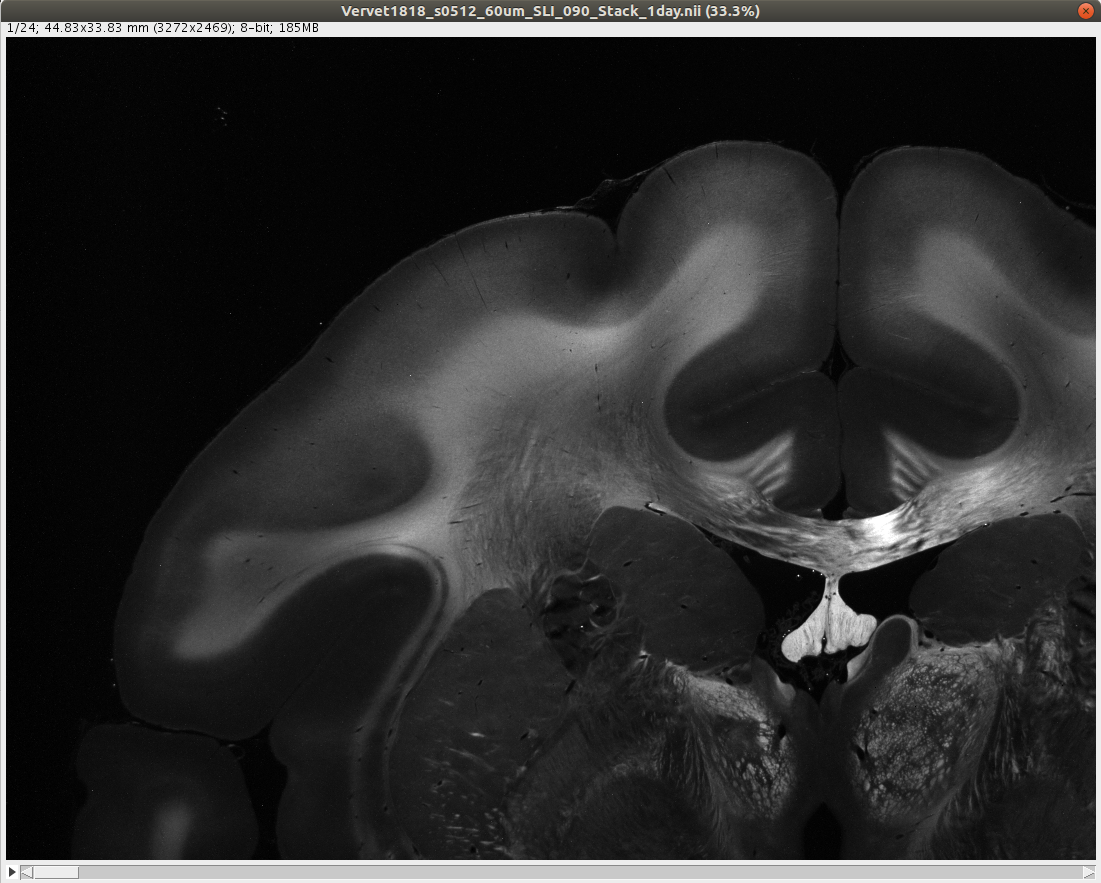 Vervet1818_s0512_60um_SLI_090_Stack_1day.nii (33.3%)
1/24; 44.83x33.83 mm (3272x2469); 8-bit; 185MB